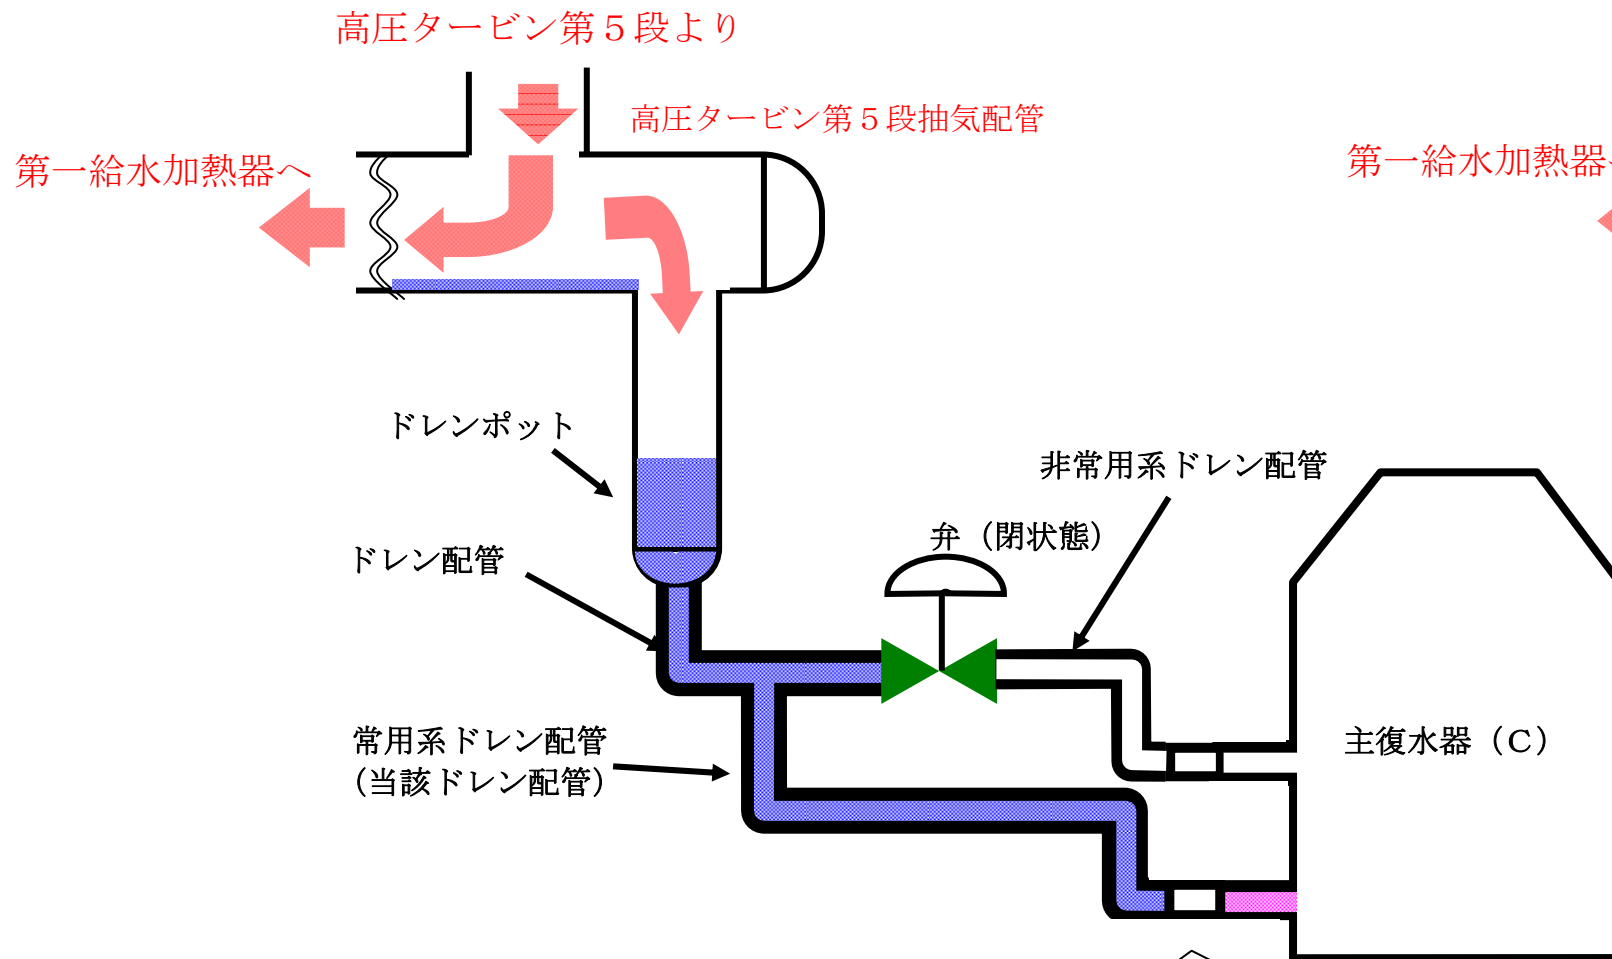 高圧タービン第５段より
高圧タービン第５段抽気配管
第一給水加熱器へ
第一給水加熱器
ドレンポット
非常用系ドレン配管
弁（閉状態）
ドレン配管
常用系ドレン配管
（当該ドレン配管）
主復水器（Ｃ）